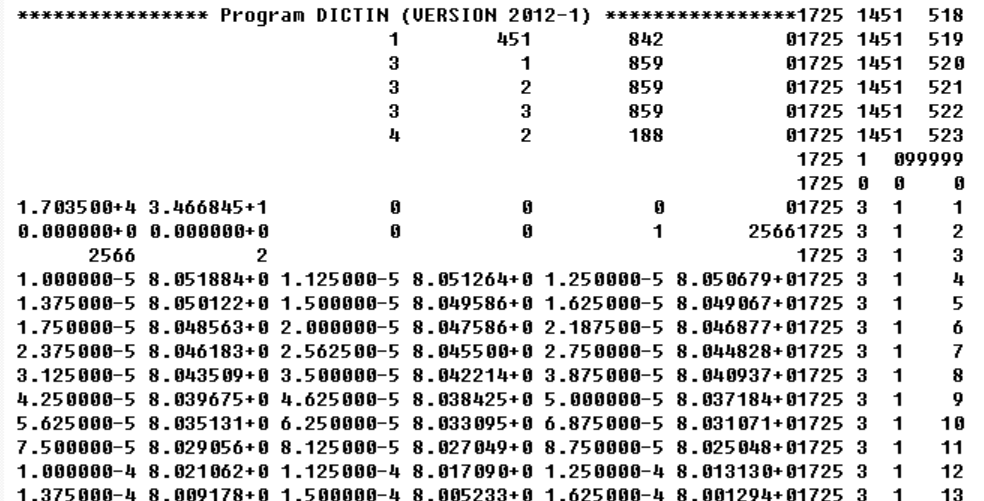 **************** Program DICTIN (VERSION 2012-1) ****************1725 1451  518
                                1        451        842          01725 1451  519
                                3          1        859          01725 1451  520
                                3          2        859          01725 1451  521
                                3          3        859          01725 1451  522
                                4          2        188          01725 1451  523
                                                                  1725 1  099999
                                                                  1725 0  0    0
1.703500+4 3.466845+1          0          0          0          01725 3  1    1
0.000000+0 0.000000+0          0          0          1       25661725 3  1    2
      2566          2                                            1725 3  1    3
1.000000-5 8.051884+0 1.125000-5 8.051264+0 1.250000-5 8.050679+01725 3  1    4
1.375000-5 8.050122+0 1.500000-5 8.049586+0 1.625000-5 8.049067+01725 3  1    5
1.750000-5 8.048563+0 2.000000-5 8.047586+0 2.187500-5 8.046877+01725 3  1    6
2.375000-5 8.046183+0 2.562500-5 8.045500+0 2.750000-5 8.044828+01725 3  1    7
3.125000-5 8.043509+0 3.500000-5 8.042214+0 3.875000-5 8.040937+01725 3  1    8
4.250000-5 8.039675+0 4.625000-5 8.038425+0 5.000000-5 8.037184+01725 3  1    9
5.625000-5 8.035131+0 6.250000-5 8.033095+0 6.875000-5 8.031071+01725 3  1   10
7.500000-5 8.029056+0 8.125000-5 8.027049+0 8.750000-5 8.025048+01725 3  1   11
1.000000-4 8.021062+0 1.125000-4 8.017090+0 1.250000-4 8.013130+01725 3  1   12
1.375000-4 8.009178+0 1.500000-4 8.005233+0 1.625000-4 8.001294+01725 3  1   13